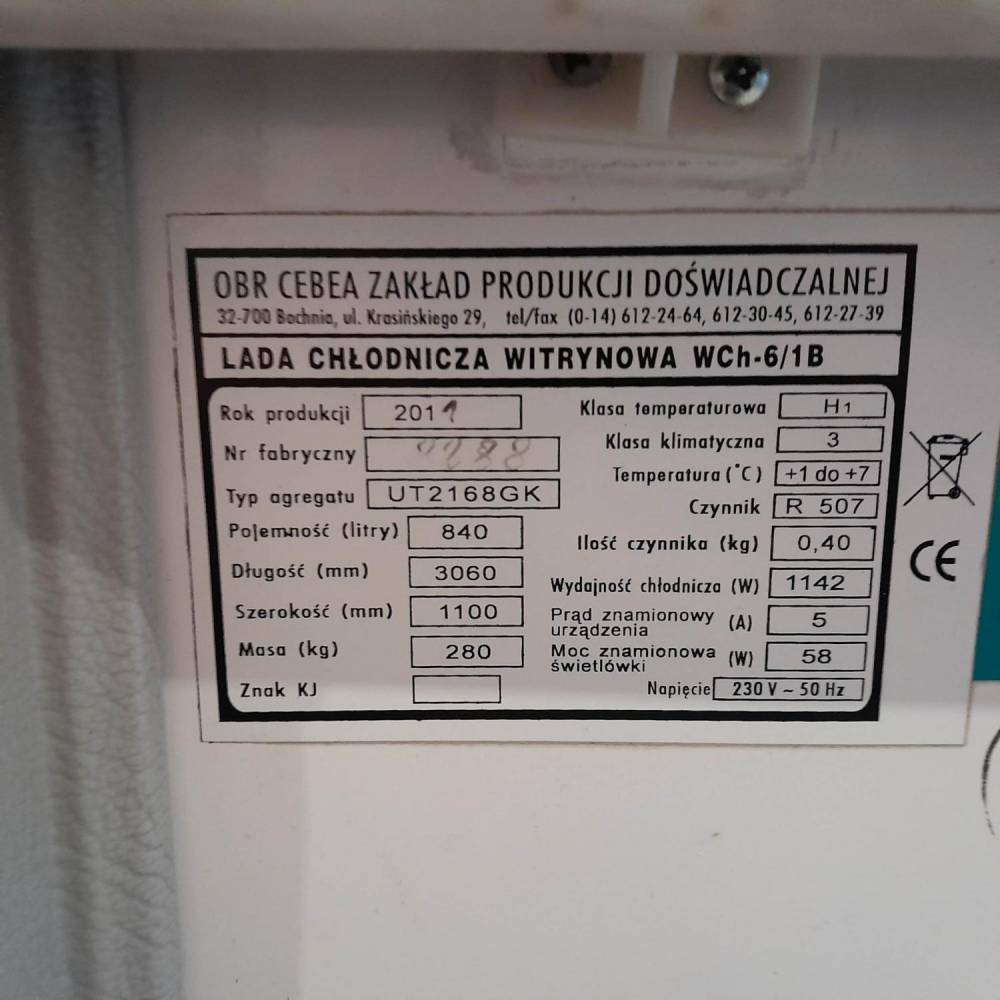 OBR CEBEA ZAKŁAD PRODUKCJI DOŚWIADCZALNEJ
32-700 Bochnia, ul. Krasińskiego 29, tel/fax (0-14) 612-24-64, 612-30-45, 612-27-39
LADA CHŁODNICZA WITRYNOWA WCh-6/1B
Rok produkcji 2011
Nr fabryczny
Typ agregatu UT2168GK
Pojemność (litry) 840
Długość (mm) 3060
Szerokość (mm) 1100
Masa (kg) 280
Znak KJ
Klasa temperaturowa H1
Klasa klimatyczna 3
Temperatura (°C) +1 do +7
Czynnik R 507
Ilość czynnika (kg) 0,40
Wydajność chłodnicza (W) 1142
Prąd znamionowy
urządzenia (A) 5
Moc znamionowa
świetlówki (W) 58
Napięcie 230 V ~ 50 Hz
CE